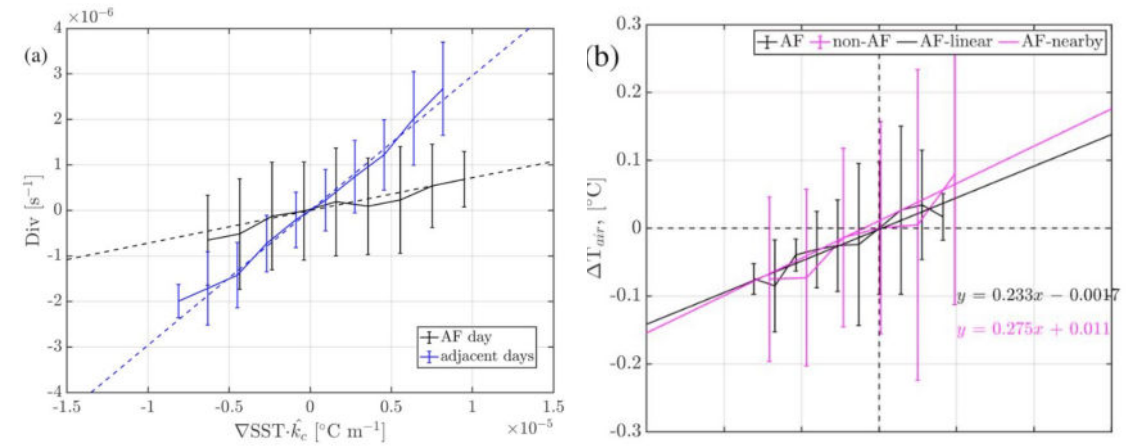 ×10⁻⁶
(a)
4
3
2
1
0
-1
-2
-3
-4
Div [s⁻¹]
AF day
adjacent days
-1.5 -1 -0.5 0 0.5 1 1.5
∇SST·k̂c [°C m⁻¹]
×10⁻⁵
(b)
0.3
0.2
0.1
0
-0.1
-0.2
-0.3
ΔTair, [°C]
AF non-AF AF-linear AF-nearby
y = 0.233x − 0.0017
y = 0.275x + 0.011